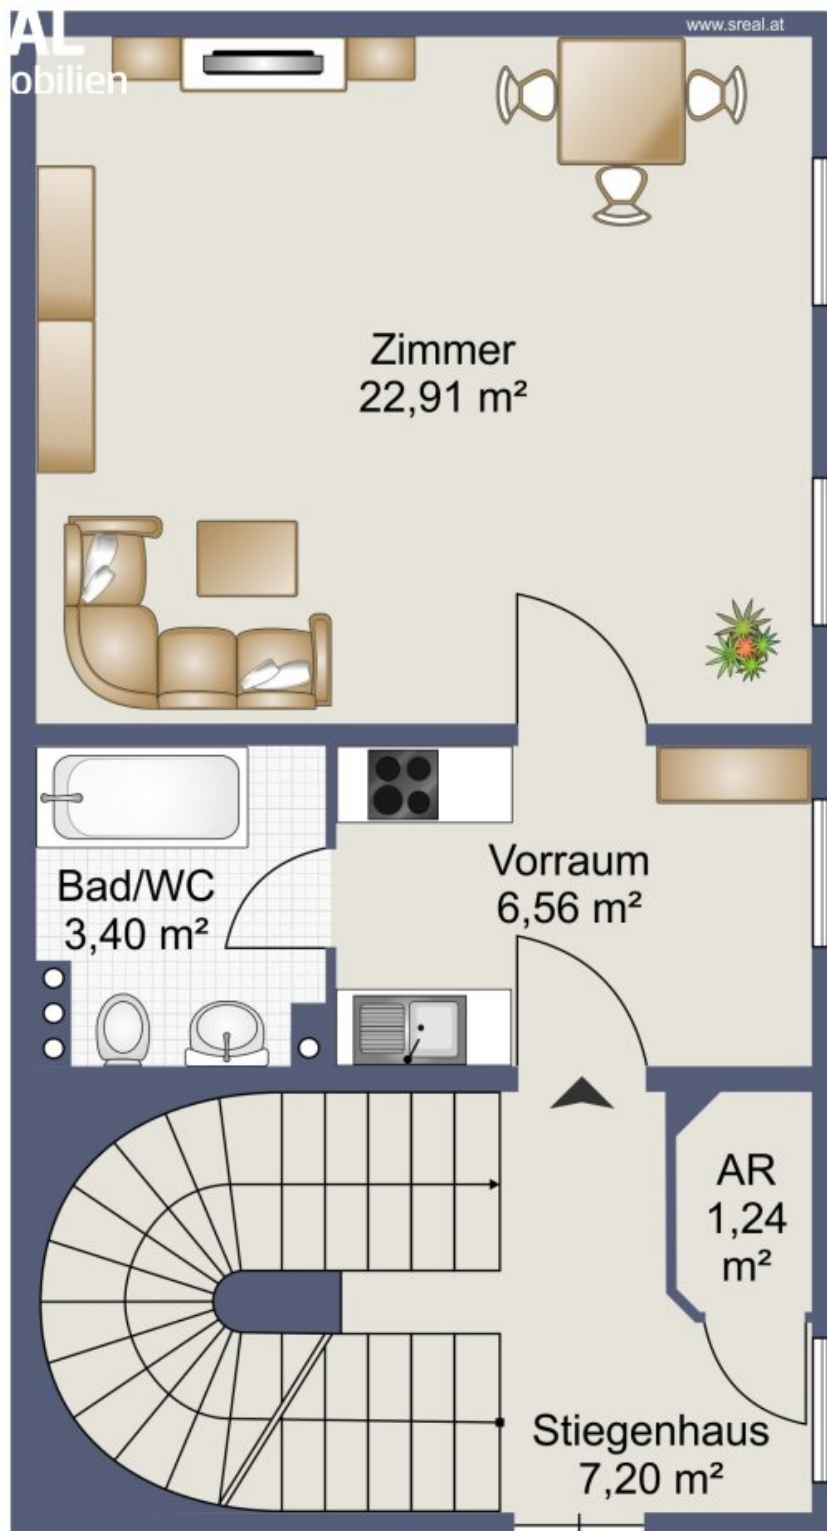 www.sreal.at
AL
obilien
Zimmer
22,91 m²
Bad/WC
3,40 m²
Vorraum
6,56 m²
AR
1,24
m²
Stiegenhaus
7,20 m²